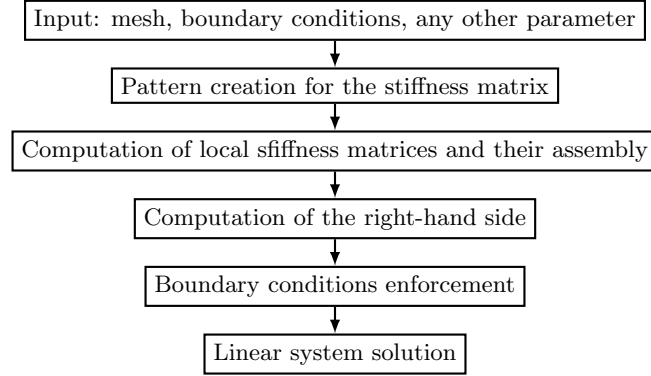 Input: mesh, boundary conditions, any other parameter
Pattern creation for the stiffness matrix
Computation of local sfiffness matrices and their assembly
Computation of the right-hand side
Boundary conditions enforcement
Linear system solution